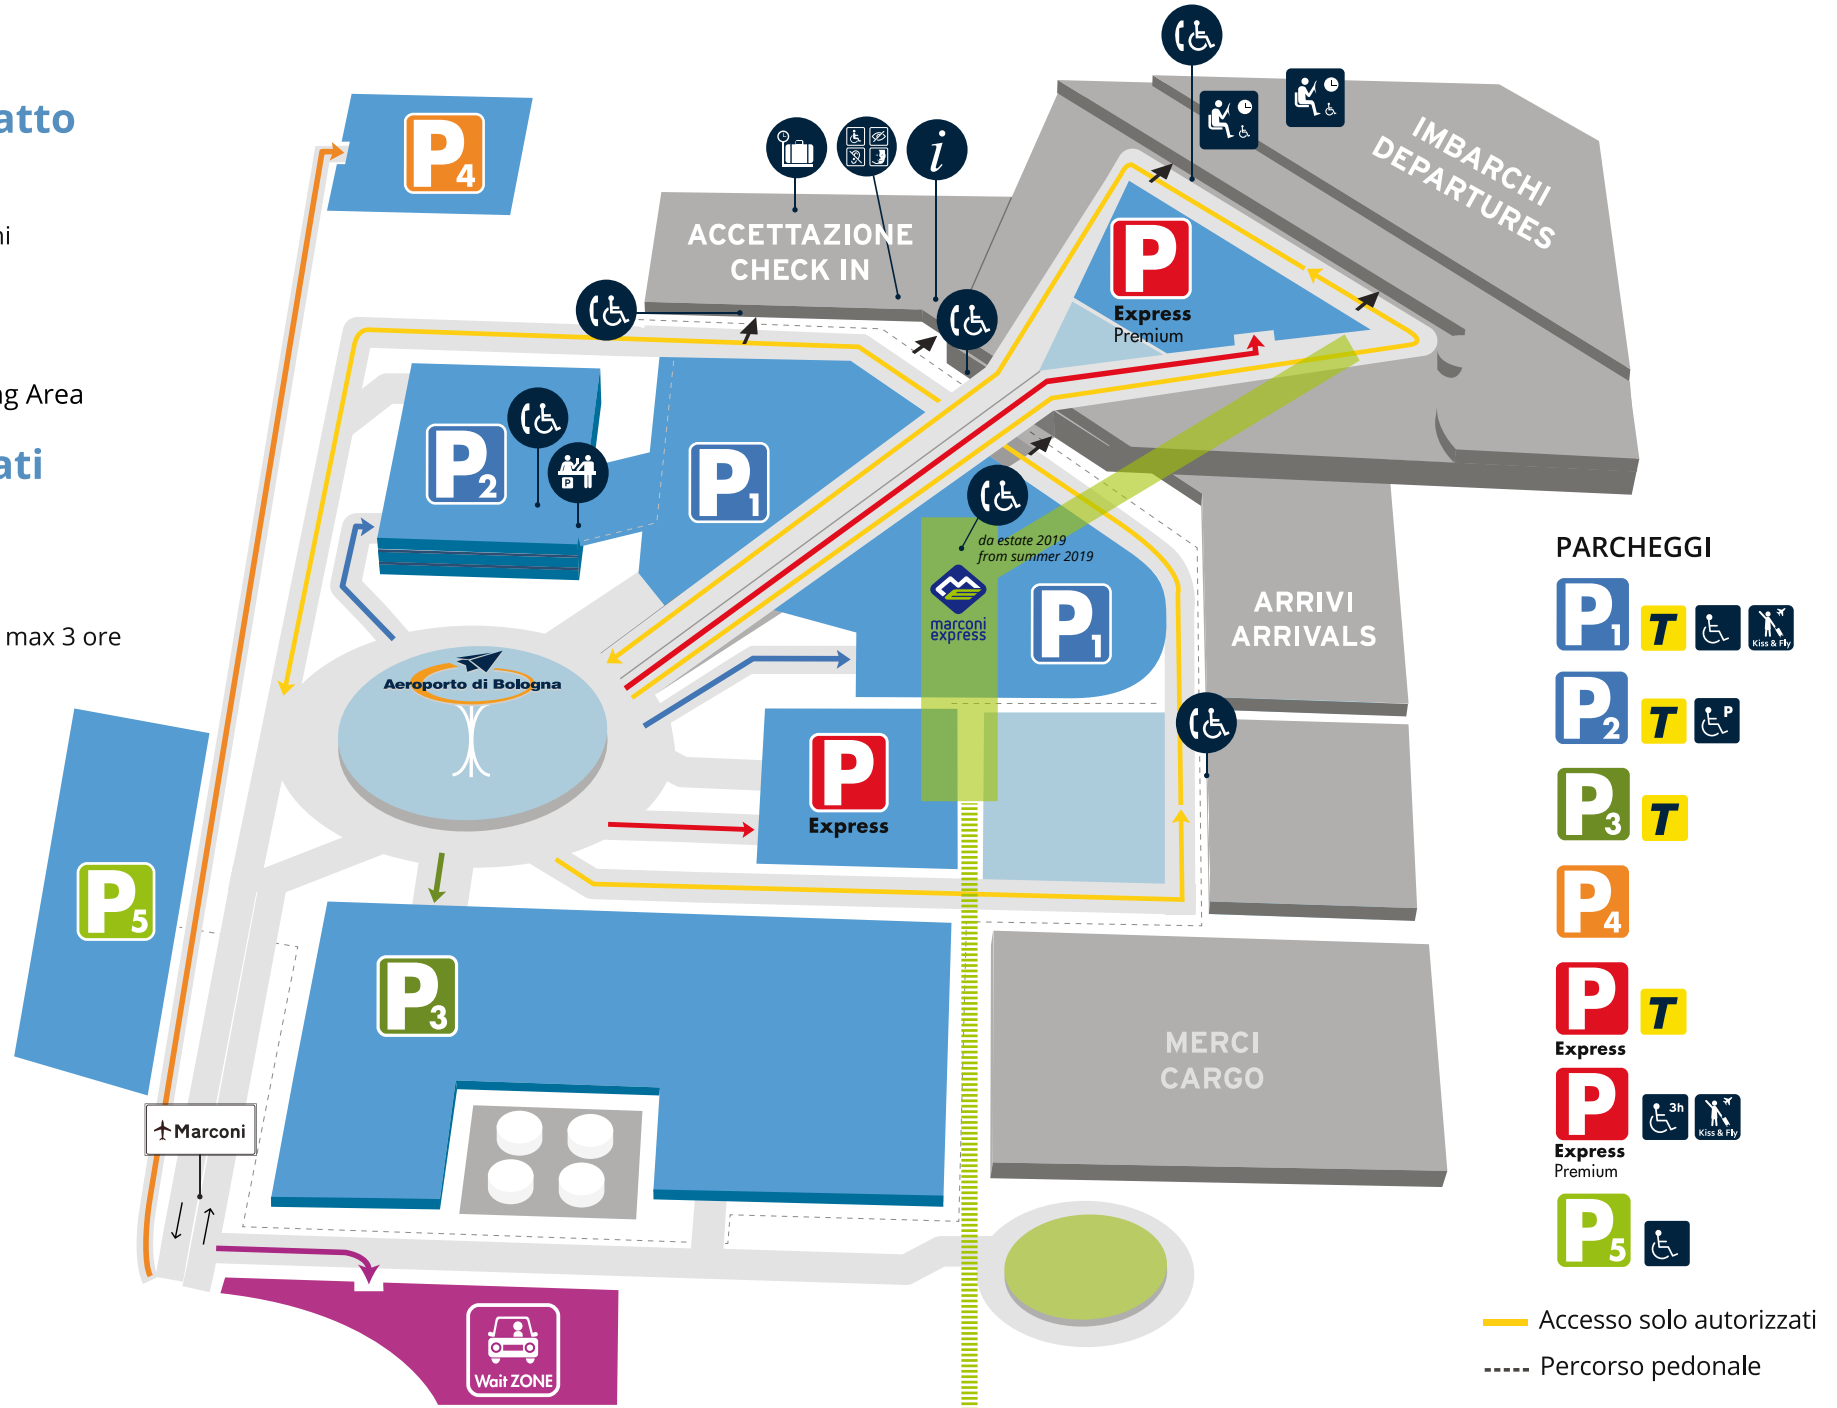 atto
ni
ng Area
ati
max 3 ore
P4
ACCETTAZIONE
CHECK IN
i
IMBARCHI
DEPARTURES
P
Express
Premium
P2
P
P1
da estate 2019
from summer 2019
marconi
express
P1
ARRIVI
ARRIVALS
Aeroporto di Bologna
P
Express
P5
P3
MERCI
CARGO
Marconi
Wait ZONE
PARCHEGGI
P1
T
Kiss & Fly
P2
T
P
P3
T
P4
P
T
Express
P
3h
Kiss & Fly
Express
Premium
P5
Accesso solo autorizzati
Percorso pedonale